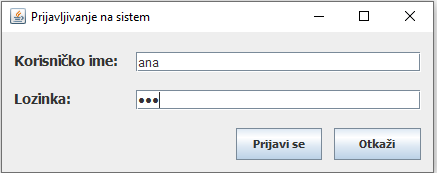 Prijavljivanje na sistem
Korisničko ime: ana
Lozinka: •••
Prijavi se Otkaži